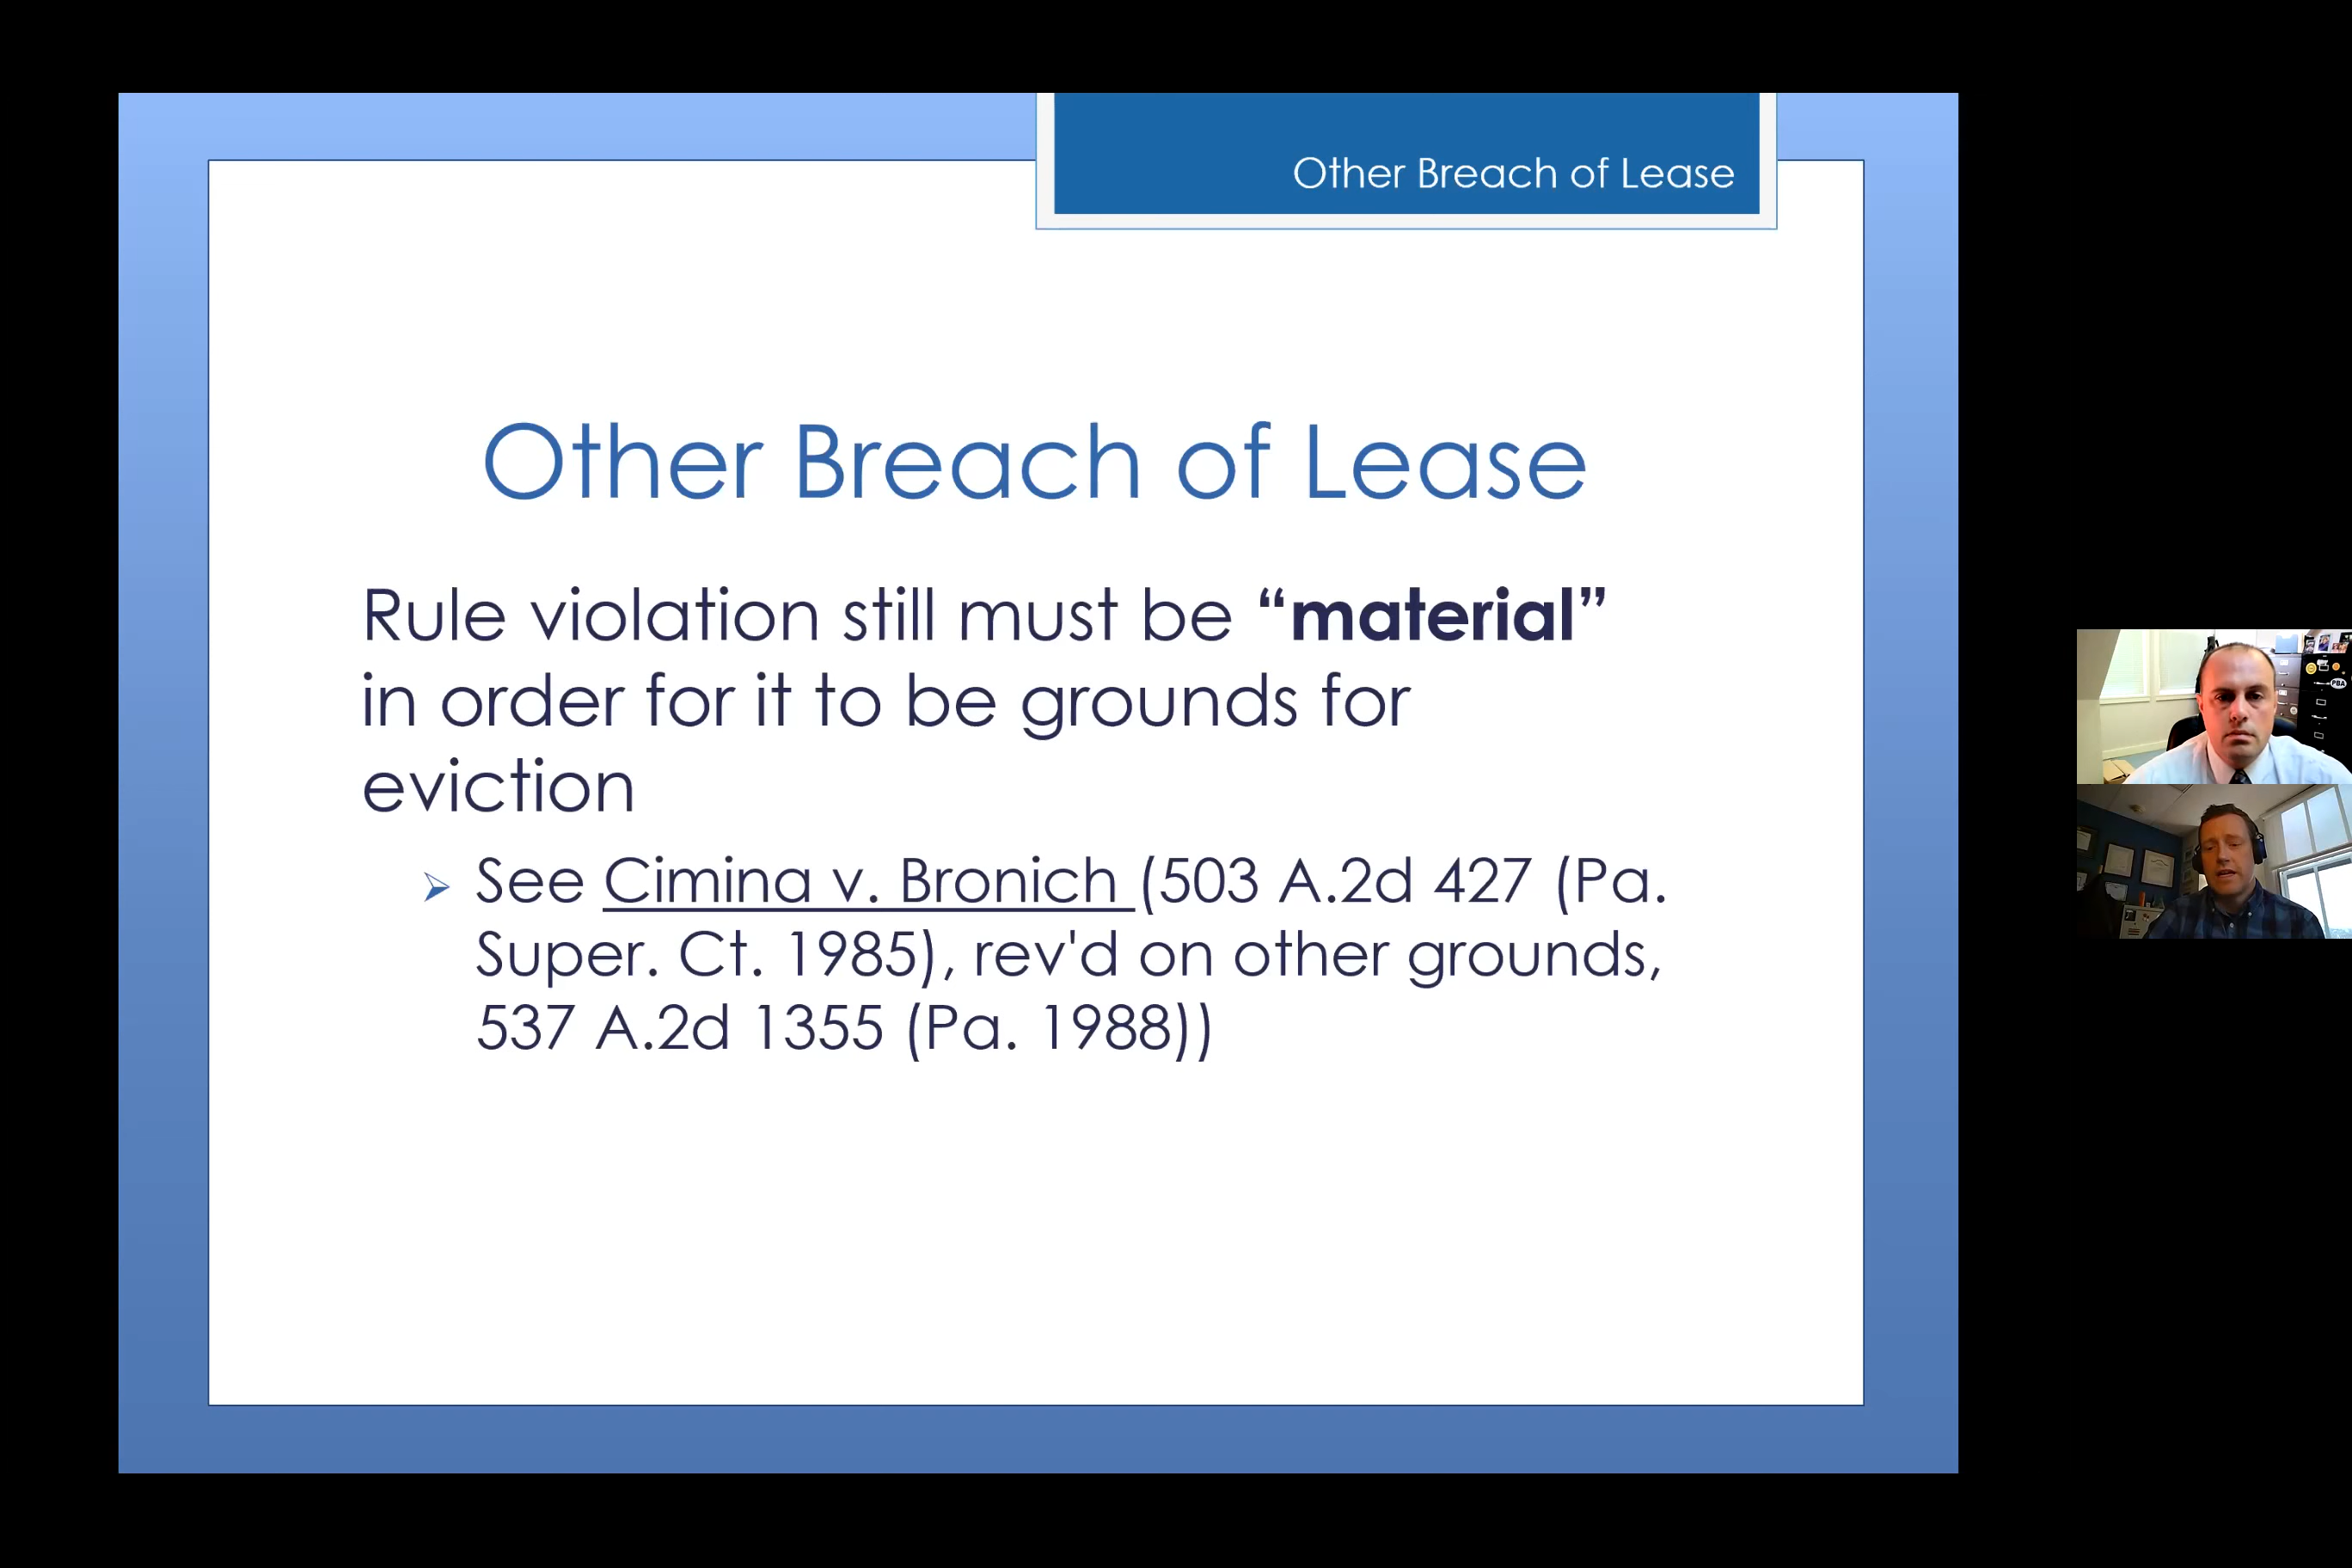 Other Breach of Lease
Other Breach of Lease
Rule violation still must be “material”
in order for it to be grounds for
eviction
See Cimina v. Bronich (503 A.2d 427 (Pa.
Super. Ct. 1985), rev'd on other grounds,
537 A.2d 1355 (Pa. 1988))
PBA